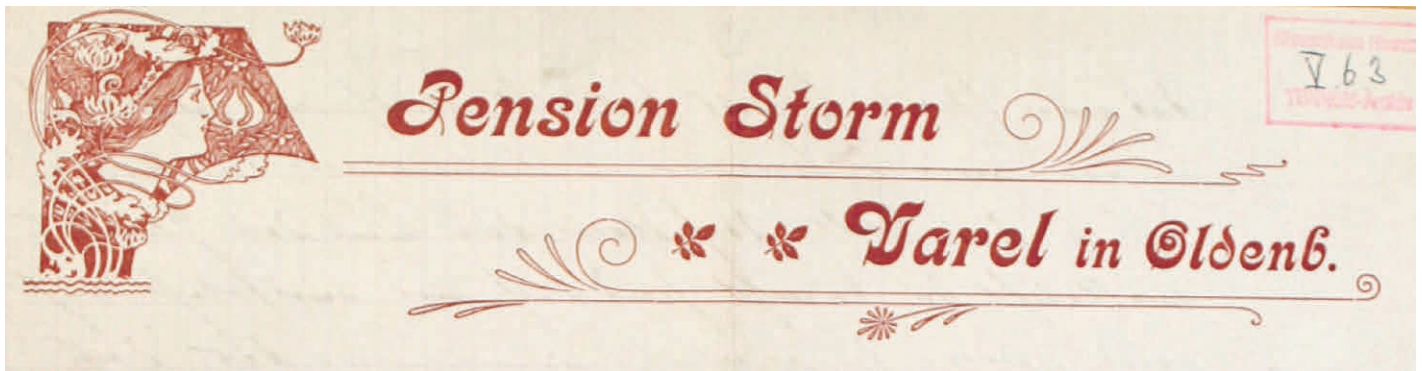 Pension Storm
Varel in Oldenb.
V 63